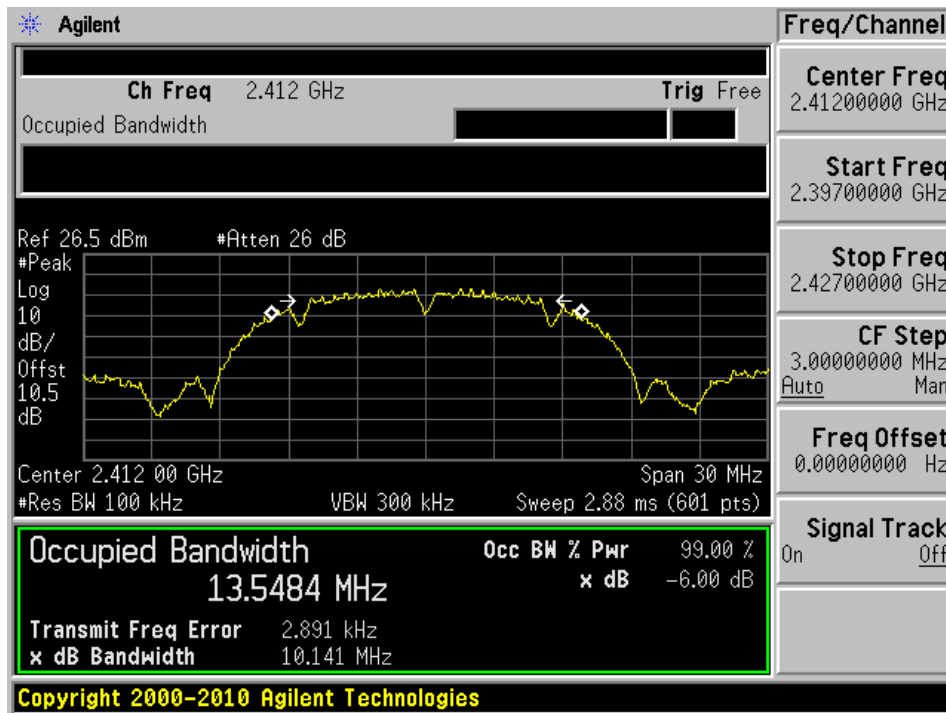 Agilent
Freq/Channel
Ch Freq 2.412 GHz Trig Free
Occupied Bandwidth
Ref 26.5 dBm #Atten 26 dB
#Peak
Log
10
dB/
Offst
10.5
dB
Center 2.412 00 GHz Span 30 MHz
#Res BW 100 kHz VBW 300 kHz Sweep 2.88 ms (601 pts)
Occupied Bandwidth
13.5484 MHz
Occ BW % Pwr 99.00 %
x dB -6.00 dB
Transmit Freq Error 2.891 kHz
x dB Bandwidth 10.141 MHz
Center Freq
2.41200000 GHz
Start Freq
2.39700000 GHz
Stop Freq
2.42700000 GHz
CF Step
3.00000000 MHz
Auto Man
Freq Offset
0.00000000 Hz
Signal Track
On Off
Copyright 2000-2010 Agilent Technologies